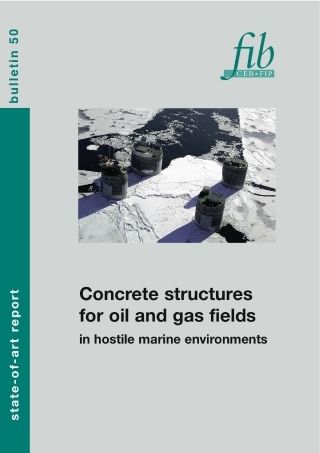 bulletin 50
fib
CEB-FIP
Concrete structures
for oil and gas fields
in hostile marine environments
state-of-art report